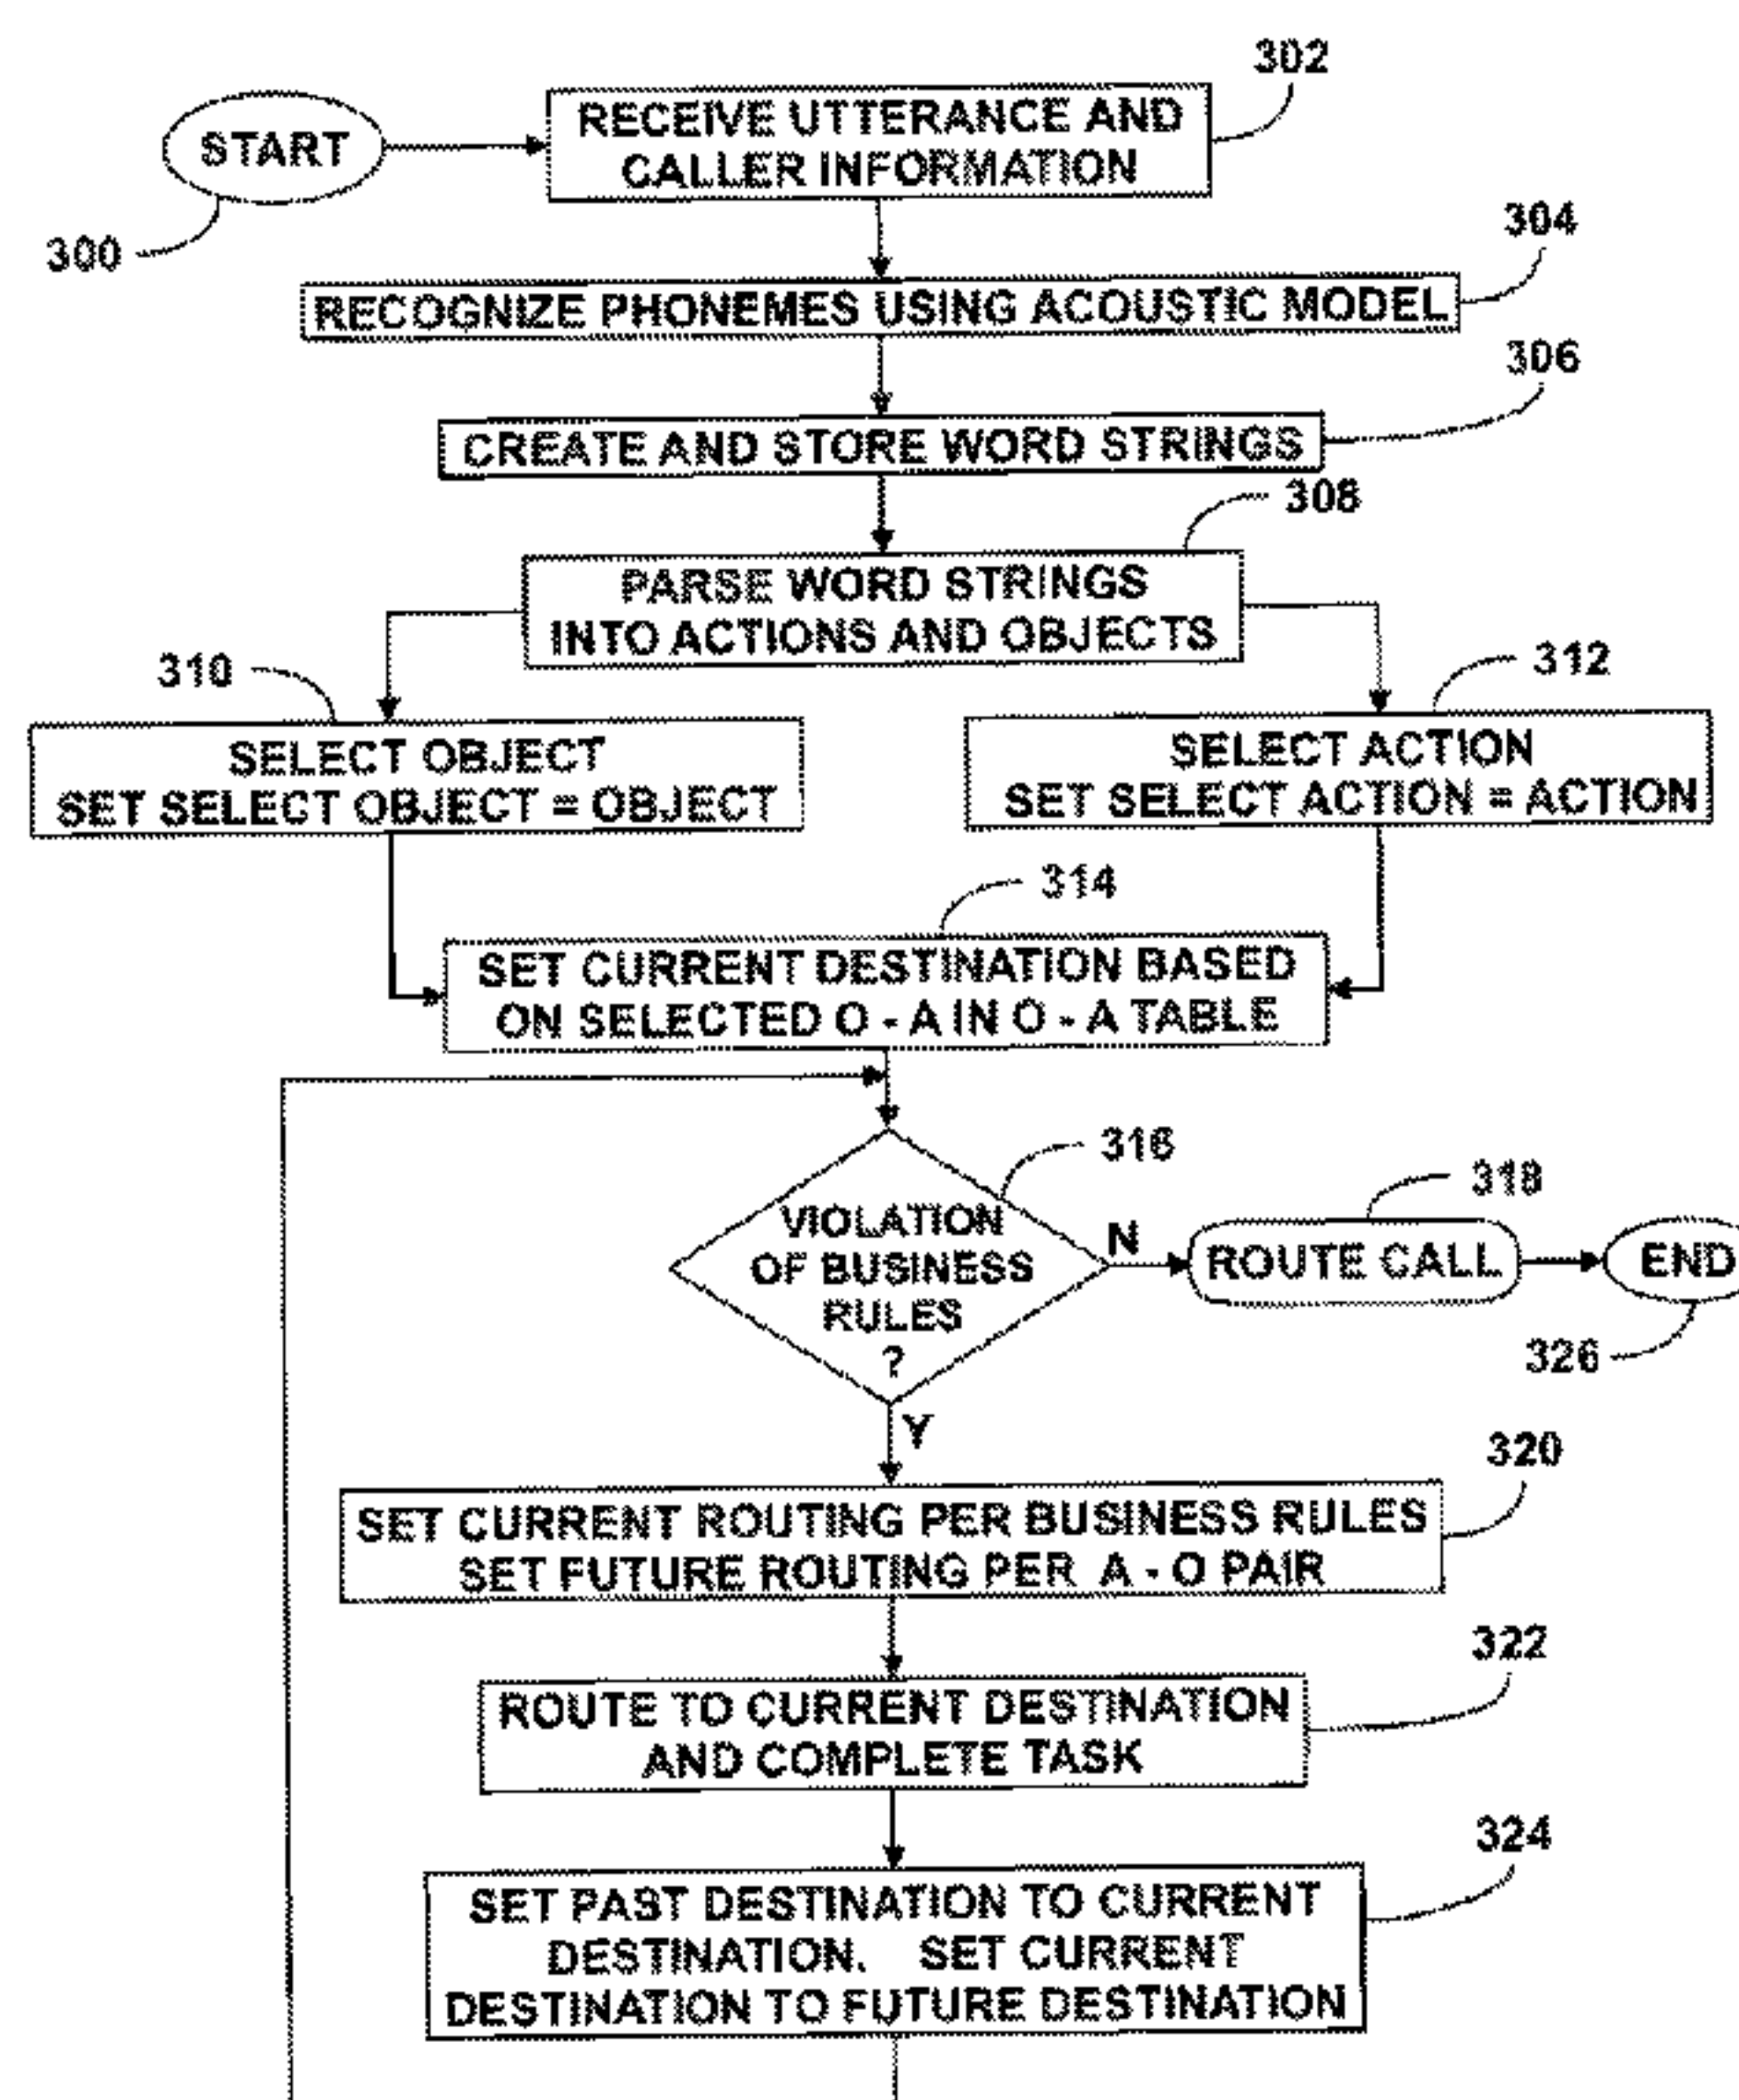 302
START
RECEIVE UTTERANCE AND
CALLER INFORMATION
300
304
RECOGNIZE PHONEMES USING ACOUSTIC MODEL
306
CREATE AND STORE WORD STRINGS
308
PARSE WORD STRINGS
INTO ACTIONS AND OBJECTS
310
312
SELECT OBJECT
SET SELECT OBJECT = OBJECT
SELECT ACTION
SET SELECT ACTION = ACTION
314
SET CURRENT DESTINATION BASED
ON SELECTED O - A IN O - A TABLE
316
318
VIOLATION
OF BUSINESS
RULES
?
N
ROUTE CALL
END
326
Y
320
SET CURRENT ROUTING PER BUSINESS RULES
SET FUTURE ROUTING PER A - O PAIR
322
ROUTE TO CURRENT DESTINATION
AND COMPLETE TASK
324
SET PAST DESTINATION TO CURRENT
DESTINATION. SET CURRENT
DESTINATION TO FUTURE DESTINATION